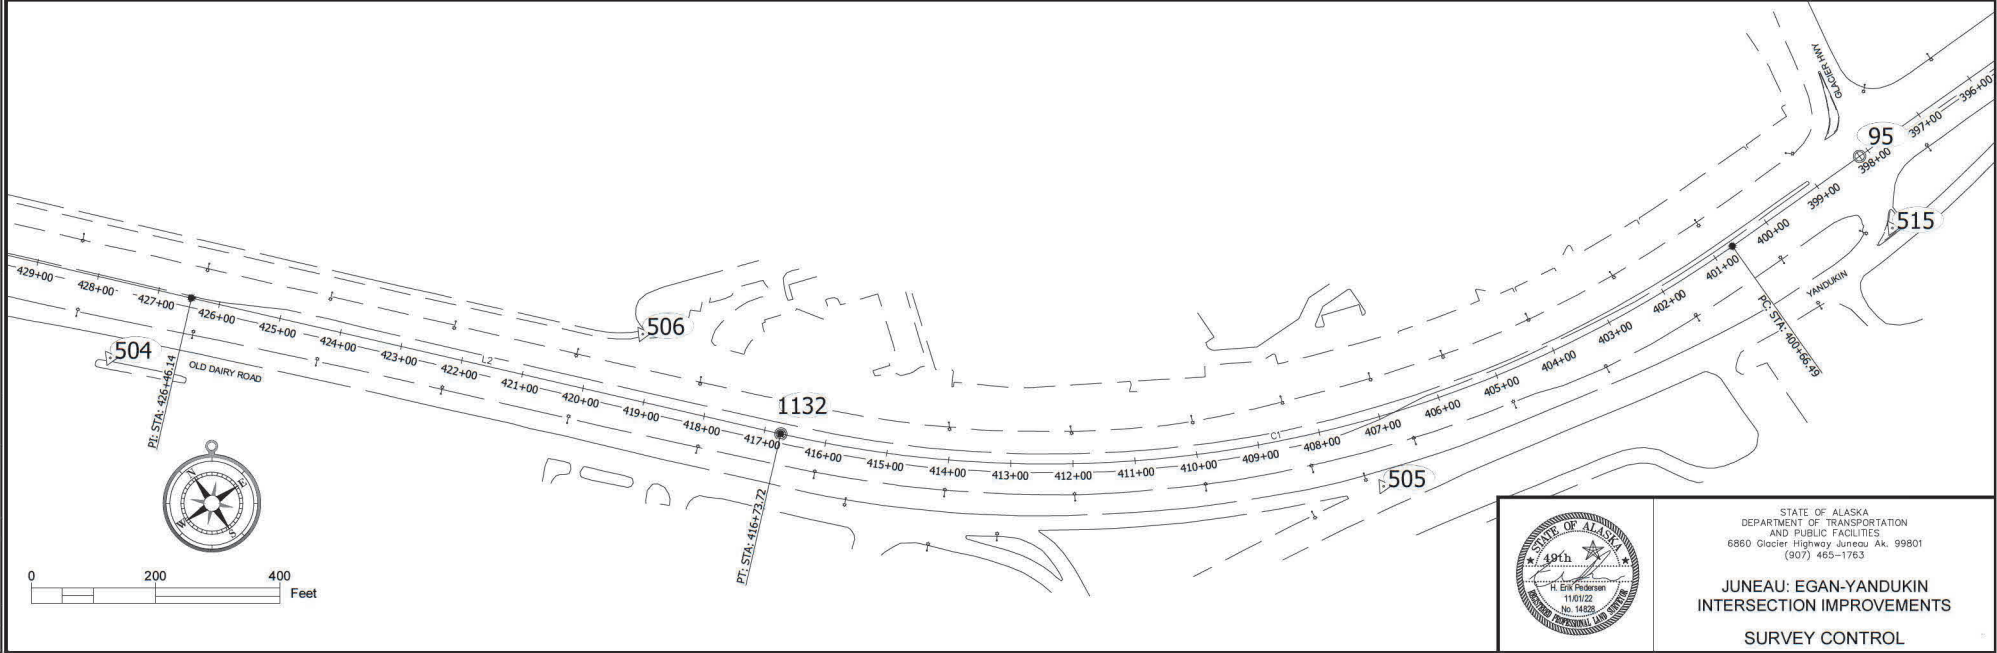 GLACIER HWY
396+00
397+00
95
398+00
399+00
515
400+00
401+00
YANDUKIN
402+00
PC: STA: 400+66.49
403+00
404+00
405+00
406+00
407+00
C1
408+00
409+00
410+00
411+00
412+00
413+00
414+00
415+00
416+00
505
1132
417+00
PT: STA: 416+73.72
418+00
419+00
420+00
421+00
L2
422+00
423+00
424+00
425+00
426+00
506
427+00
428+00
429+00
504
OLD DAIRY ROAD
PI: STA: 426+46.14
N
E
S
W
0 200 400
Feet
STATE OF ALASKA
49th
H. Erik Pedersen
11/01/22
No. 14828
REGISTERED PROFESSIONAL LAND SURVEYOR
STATE OF ALASKA
DEPARTMENT OF TRANSPORTATION
AND PUBLIC FACILITIES
6860 Glacier Highway Juneau Ak. 99801
(907) 465-1763
JUNEAU: EGAN-YANDUKIN
INTERSECTION IMPROVEMENTS
SURVEY CONTROL